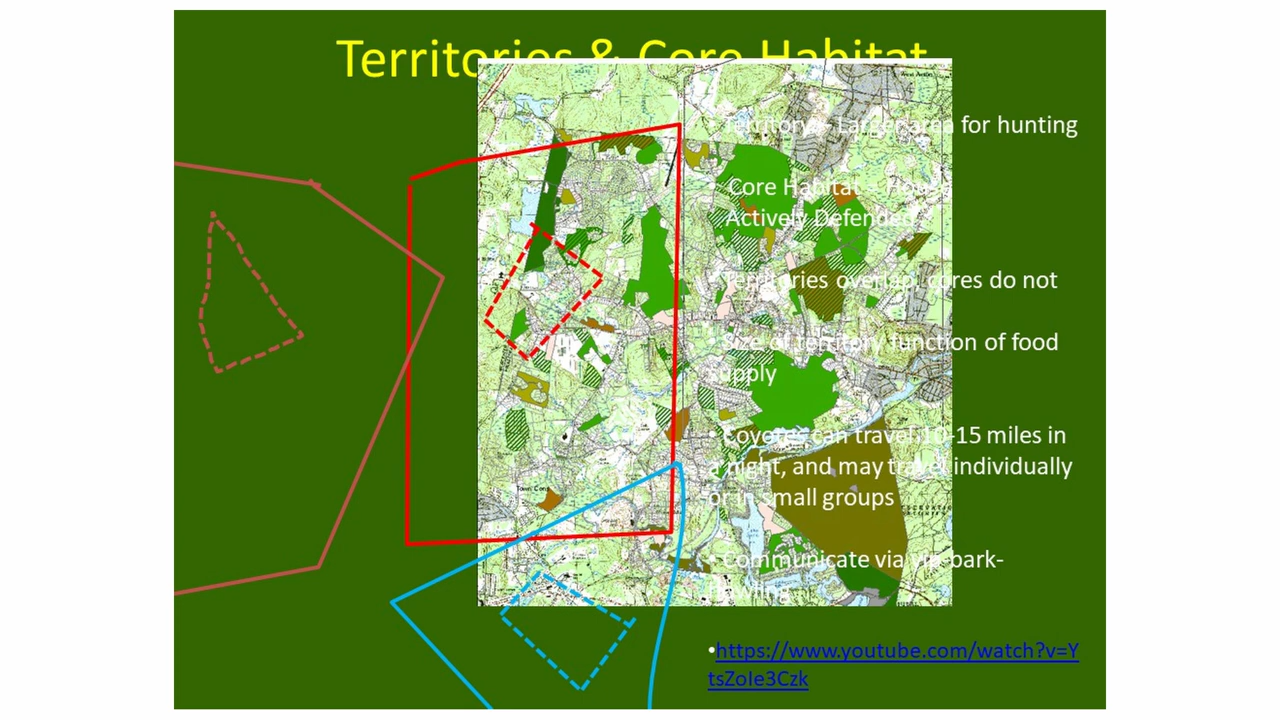 Territories & Core Habitat
• Territory – Larger area for hunting
• Core Habitat –
Actively Defended
• Territories overlap, cores do not
• Size of territory function of food
supply
• Coyotes can travel 10-15 miles in
a night, and may travel individually
or in small groups
• Communicate via yip-bark-
howling
•https://www.youtube.com/watch?v=Y
tsZoIe3Czk
Town